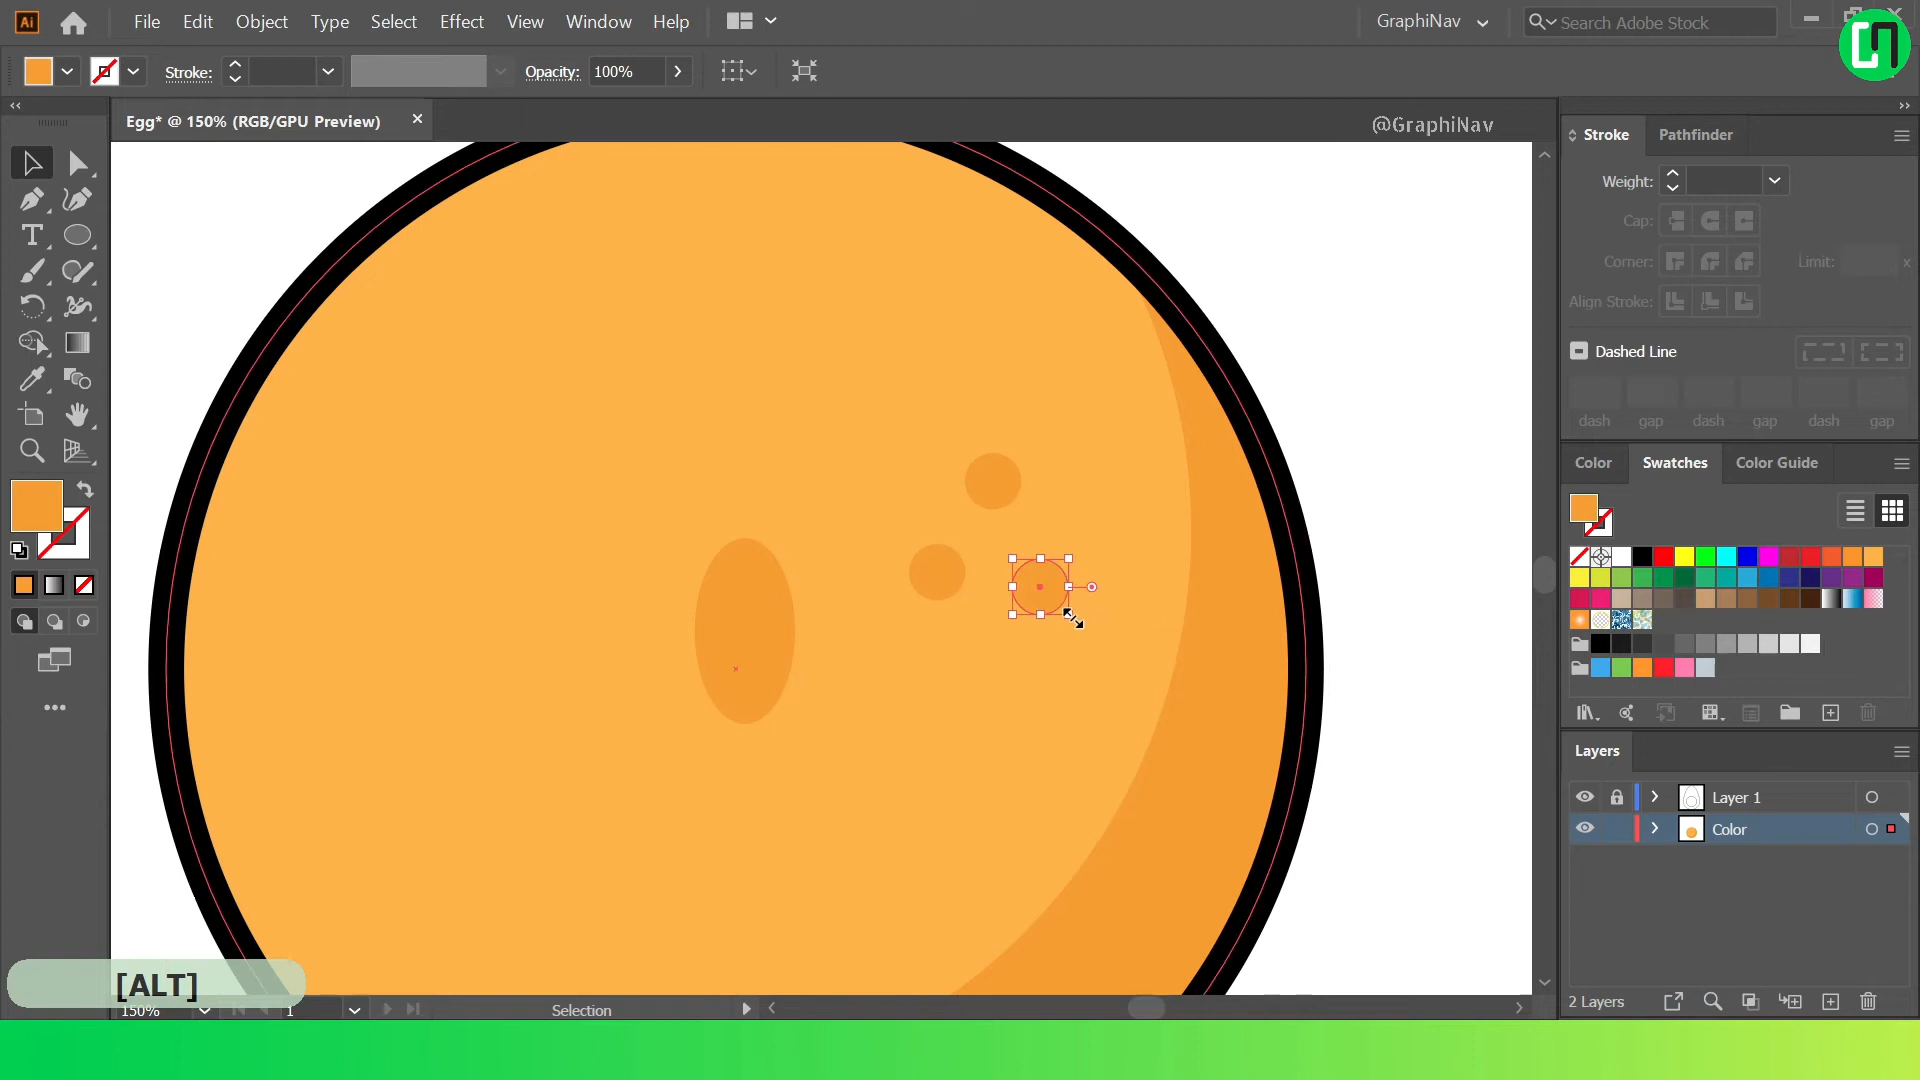 Ai File Edit Object Type Select Effect View Window Help GraphiNav Search Adobe Stock
Stroke: Opacity: 100%
Egg* @ 150% (RGB/GPU Preview) × @GraphiNav
Stroke Pathfinder
Weight:
Cap:
Corner: Limit: x
Align Stroke:
Dashed Line
dash gap dash gap dash gap
Color Swatches Color Guide
Layers
Layer 1
Color
[ALT]
150% 1 Selection 2 Layers